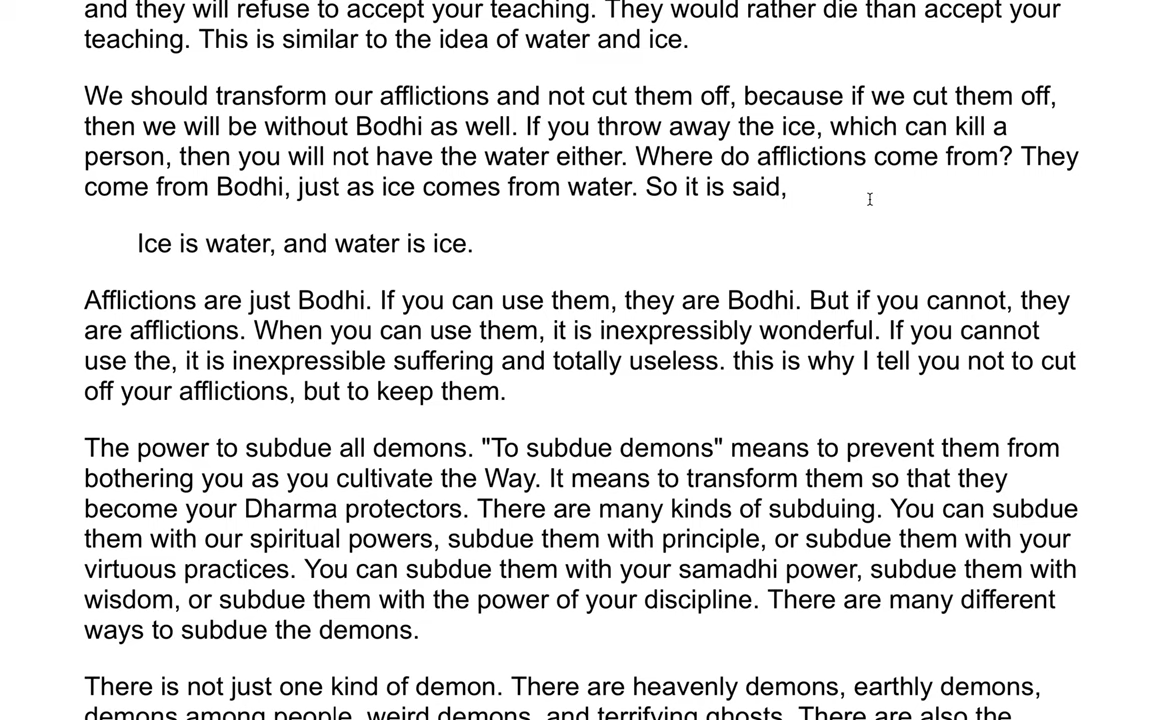 and they will refuse to accept your teaching. They would rather die than accept your
teaching. This is similar to the idea of water and ice.
We should transform our afflictions and not cut them off, because if we cut them off,
then we will be without Bodhi as well. If you throw away the ice, which can kill a
person, then you will not have the water either. Where do afflictions come from? They
come from Bodhi, just as ice comes from water. So it is said,
Ice is water, and water is ice.
Afflictions are just Bodhi. If you can use them, they are Bodhi. But if you cannot, they
are afflictions. When you can use them, it is inexpressibly wonderful. If you cannot
use the, it is inexpressible suffering and totally useless. this is why I tell you not to cut
off your afflictions, but to keep them.
The power to subdue all demons. "To subdue demons" means to prevent them from
bothering you as you cultivate the Way. It means to transform them so that they
become your Dharma protectors. There are many kinds of subduing. You can subdue
them with our spiritual powers, subdue them with principle, or subdue them with your
virtuous practices. You can subdue them with your samadhi power, subdue them with
wisdom, or subdue them with the power of your discipline. There are many different
ways to subdue the demons.
There is not just one kind of demon. There are heavenly demons, earthly demons,
demons among people, weird demons, and terrifying ghosts. There are also the